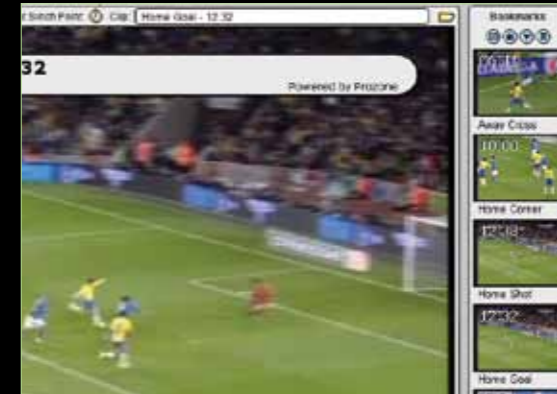 Stitch Point Clip: Home Goal - 12:32
32
Powered by Prozone
Bookmarks
Away Cross
10:00
Home Corner
12:18
Home Shot
12:32
Home Goal